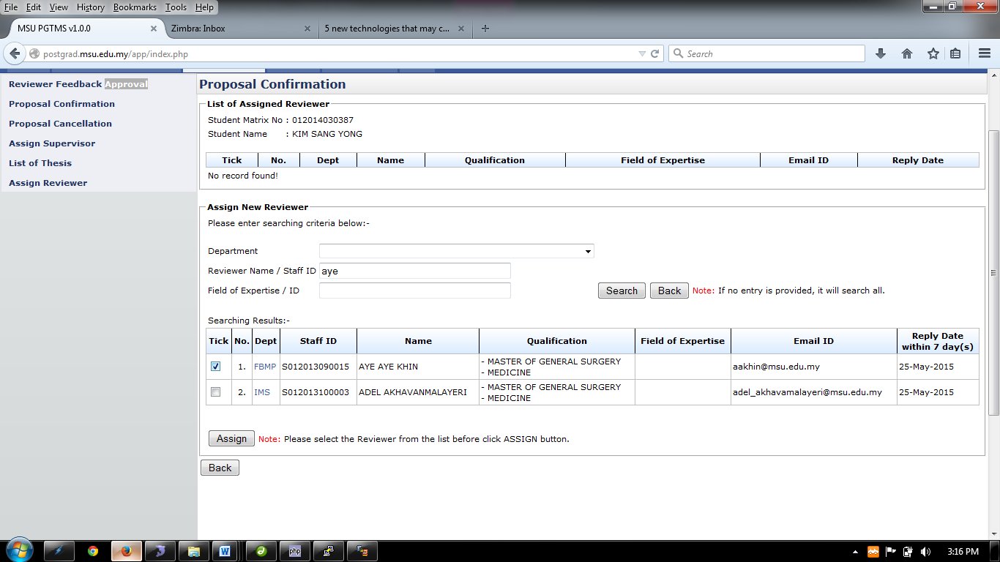 File Edit View History Bookmarks Tools Help
MSU PGTMS v1.0.0 Zimbra: Inbox 5 new technologies that may c...
postgrad.msu.edu.my/app/index.php Search
Reviewer Feedback Approval
Proposal Confirmation
Proposal Cancellation
Assign Supervisor
List of Thesis
Assign Reviewer
Proposal Confirmation
List of Assigned Reviewer
Student Matrix No : 012014030387
Student Name : KIM SANG YONG
Tick No. Dept Name Qualification Field of Expertise Email ID Reply Date
No record found!
Assign New Reviewer
Please enter searching criteria below:-
Department
Reviewer Name / Staff ID aye
Field of Expertise / ID Search Back Note: If no entry is provided, it will search all.
Searching Results:-
Tick No. Dept Staff ID Name Qualification Field of Expertise Email ID Reply Date within 7 day(s)
1. FBMP S012013090015 AYE AYE KHIN - MASTER OF GENERAL SURGERY - MEDICINE aakhin@msu.edu.my 25-May-2015
2. IMS S012013100003 ADEL AKHAVANMALAYERI - MASTER OF GENERAL SURGERY - MEDICINE adel_akhavamalayeri@msu.edu.my 25-May-2015
Assign Note: Please select the Reviewer from the list before click ASSIGN button.
Back
php
3:16 PM